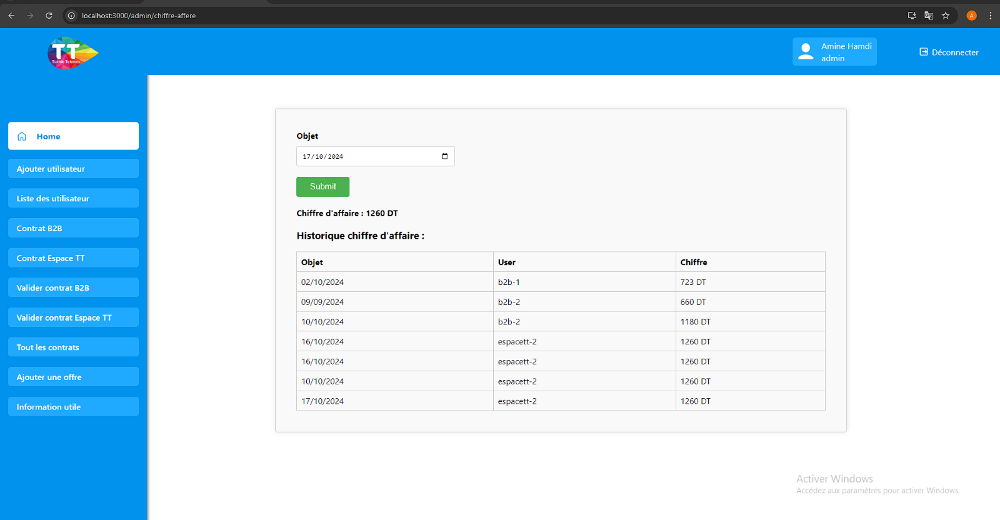 localhost:3000/admin/chiffre-affere
A
TT
Tunisie Telecom
Amine Hamdi
admin
Déconnecter
Home
Ajouter utilisateur
Liste des utilisateur
Contrat B2B
Contrat Espace TT
Valider contrat B2B
Valider contrat Espace TT
Tout les contrats
Ajouter une offre
Information utile
Objet
17/10/2024
Submit
Chiffre d'affaire : 1260 DT
Historique chiffre d'affaire :
Objet User Chiffre
02/10/2024 b2b-1 723 DT
09/09/2024 b2b-2 660 DT
10/10/2024 b2b-2 1180 DT
16/10/2024 espacett-2 1260 DT
16/10/2024 espacett-2 1260 DT
10/10/2024 espacett-2 1260 DT
17/10/2024 espacett-2 1260 DT
Activer Windows
Accédez aux paramètres pour activer Windows.